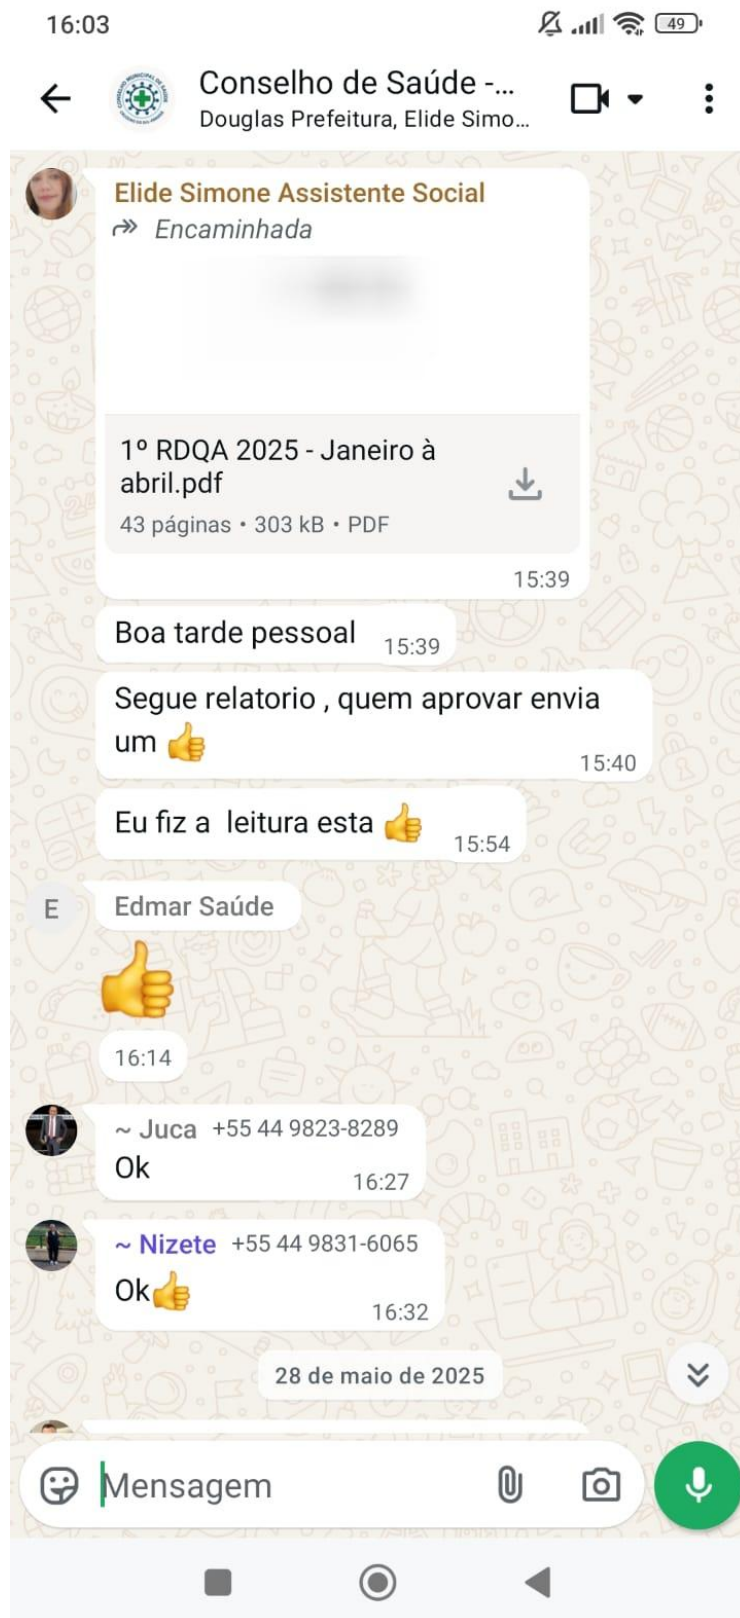 16:03
49
Conselho de Saúde -...
Douglas Prefeitura, Elide Simo...
Elide Simone Assistente Social
Encaminhada
1º RDQA 2025 - Janeiro à
abril.pdf
43 páginas • 303 kB • PDF
15:39
Boa tarde pessoal 15:39
Segue relatorio , quem aprovar envia
um 👍
15:40
Eu fiz a leitura esta 👍 15:54
E
Edmar Saúde
👍
16:14
~ Juca +55 44 9823-8289
Ok
16:27
~ Nizete +55 44 9831-6065
Ok👍
16:32
28 de maio de 2025
Mensagem